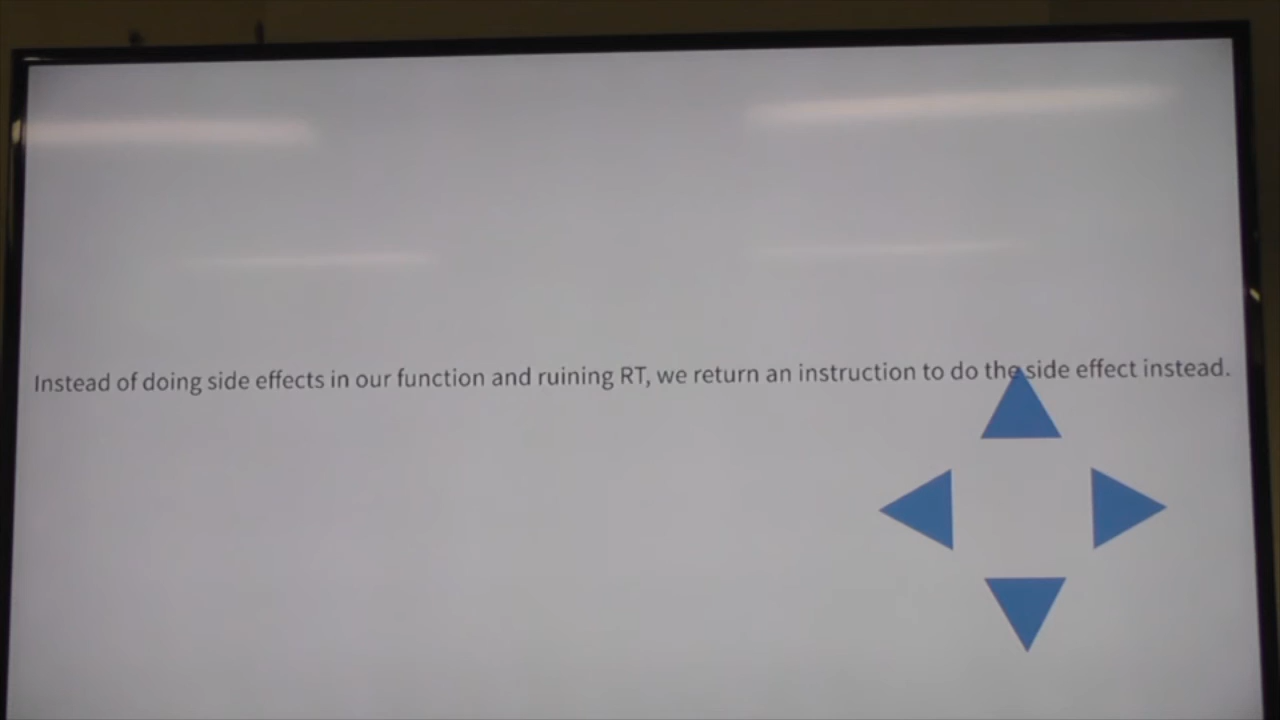 Instead of doing side effects in our function and ruining RT, we return an instruction to do the side effect instead.